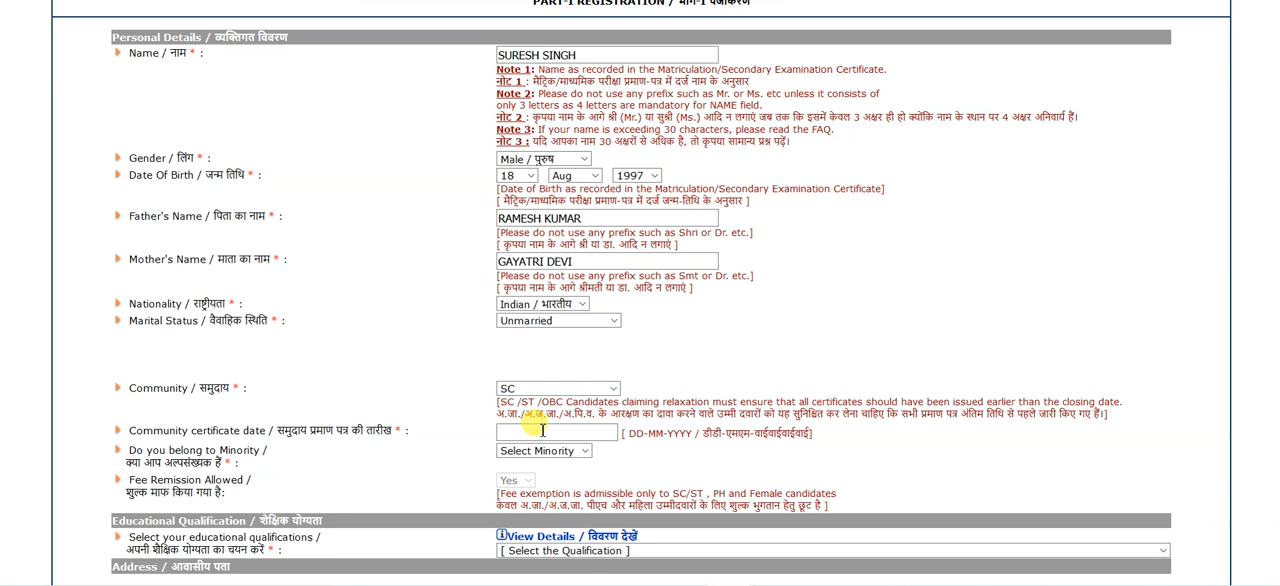 PART-I REGISTRATION / भाग-I पंजीकरण
Personal Details / व्यक्तिगत विवरण
Name / नाम * :
SURESH SINGH
Note 1: Name as recorded in the Matriculation/Secondary Examination Certificate.
नोट 1 : मैट्रिक/माध्यमिक परीक्षा प्रमाण-पत्र में दर्ज नाम के अनुसार
Note 2: Please do not use any prefix such as Mr. or Ms. etc unless it consists of
only 3 letters as 4 letters are mandatory for NAME field.
नोट 2 : कृपया नाम के आगे श्री (Mr.) या सुश्री (Ms.) आदि न लगाएं जब तक कि इसमें केवल 3 अक्षर ही हो क्योंकि नाम के स्थान पर 4 अक्षर अनिवार्य हैं।
Note 3: If your name is exceeding 30 characters, please read the FAQ.
नोट 3 : यदि आपका नाम 30 अक्षरों से अधिक है, तो कृपया सामान्य प्रश्न पढ़ें।
Gender / लिंग * :
Male / पुरुष
Date Of Birth / जन्म तिथि * :
18 Aug 1997
[Date of Birth as recorded in the Matriculation/Secondary Examination Certificate]
[ मैट्रिक/माध्यमिक परीक्षा प्रमाण-पत्र में दर्ज जन्म-तिथि के अनुसार ]
Father's Name / पिता का नाम * :
RAMESH KUMAR
[Please do not use any prefix such as Shri or Dr. etc.]
[ कृपया नाम के आगे श्री या डा. आदि न लगाएं ]
Mother's Name / माता का नाम * :
GAYATRI DEVI
[Please do not use any prefix such as Smt or Dr. etc.]
[ कृपया नाम के आगे श्रीमती या डा. आदि न लगाएं ]
Nationality / राष्ट्रीयता * :
Indian / भारतीय
Marital Status / वैवाहिक स्थिति * :
Unmarried
Community / समुदाय * :
SC
[SC /ST /OBC Candidates claiming relaxation must ensure that all certificates should have been issued earlier than the closing date.
अ.जा./अ.ज.जा./अ.पि.व. के आरक्षण का दावा करने वाले उम्मी दवारों को यह सुनिश्चित कर लेना चाहिए कि सभी प्रमाण पत्र अंतिम तिथि से पहले जारी किए गए हैं।]
Community certificate date / समुदाय प्रमाण पत्र की तारीख * :
[ DD-MM-YYYY / डीडी-एमएम-वाईवाईवाईवाई]
Do you belong to Minority /
क्या आप अल्पसंख्यक हैं * :
Select Minority
Fee Remission Allowed /
शुल्क माफ किया गया है:
Yes
[Fee exemption is admissible only to SC/ST , PH and Female candidates
केवल अ.जा./अ.ज.जा. पीएच और महिला उम्मीदवारों के लिए शुल्क भुगतान हेतु छूट है ]
Educational Qualification / शैक्षिक योग्यता
Select your educational qualifications /
अपनी शैक्षिक योग्यता का चयन करें * :
View Details / विवरण देखें
[ Select the Qualification ]
Address / आवासीय पता